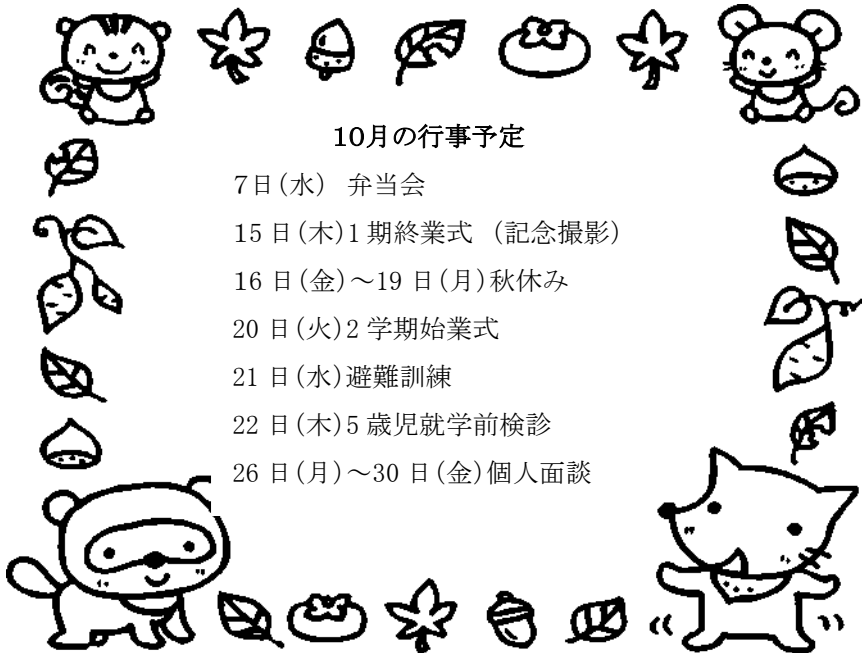 10月の行事予定
7日(水) 弁当会
15日(木)1期終業式 (記念撮影)
16日(金)~19日(月)秋休み
20日(火)2学期始業式
21日(水)避難訓練
22日(木)5歳児就学前検診
26日(月)~30日(金)個人面談